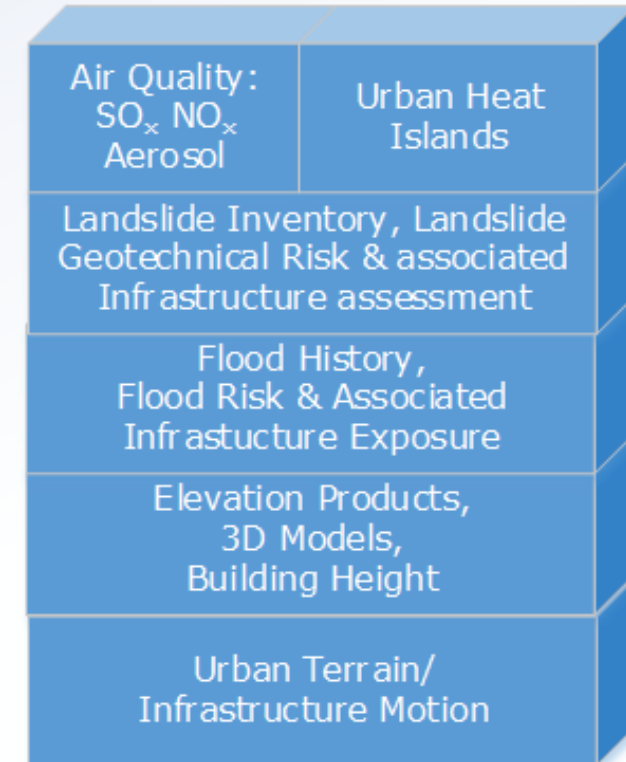 Air Quality:
SOₓ NOₓ
Aerosol
Urban Heat
Islands
Landslide Inventory, Landslide
Geotechnical Risk & associated
Infrastructure assessment
Flood History,
Flood Risk & Associated
Infrastucture Exposure
Elevation Products,
3D Models,
Building Height
Urban Terrain/
Infrastructure Motion